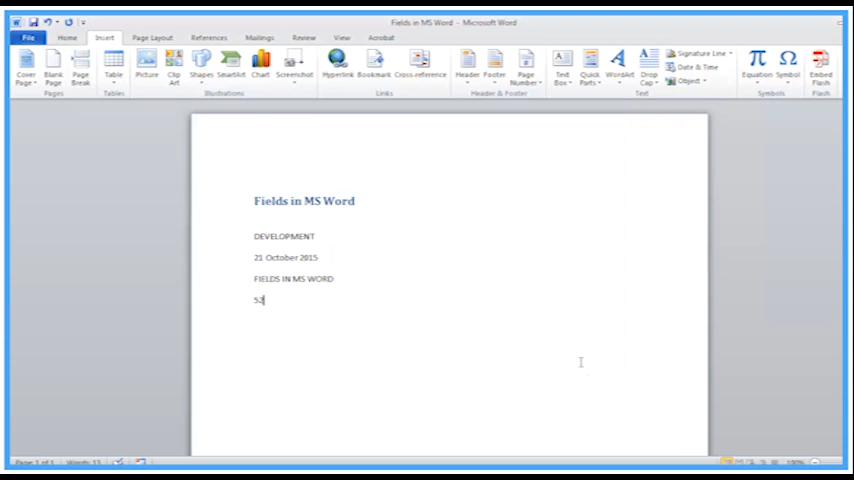 Fields in MS Word - Microsoft Word
File Home Insert Page Layout References Mailings Review View Acrobat
Cover Page Blank Page Page Break Table Picture Clip Art Shapes SmartArt Chart Screenshot Hyperlink Bookmark Cross-reference Header Footer Page Number Text Box Quick Parts WordArt Drop Cap Signature Line Date & Time Object Equation Symbol Embed Flash
Pages Tables Illustrations Links Header & Footer Text Symbols Flash
Fields in MS Word
DEVELOPMENT
21 October 2015
FIELDS IN MS WORD
52
Page: 1 of 1 Words: 13 100%